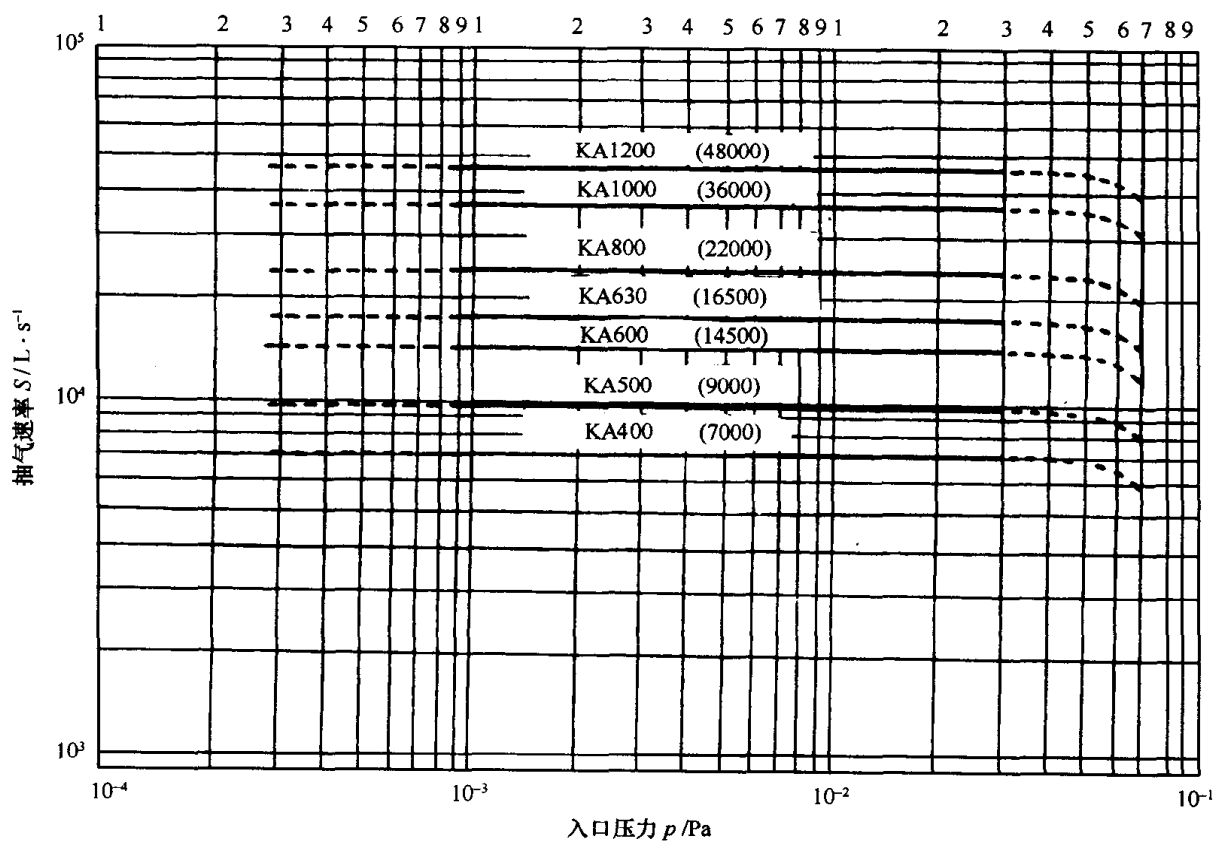 1 2 3 4 5 6 7 8 9 1 2 3 4 5 6 7 8 9 1 2 3 4 5 6 7 8 9
10⁵
KA1200 (48000)
KA1000 (36000)
KA800 (22000)
KA630 (16500)
KA600 (14500)
KA500 (9000)
10⁴
KA400 (7000)
抽气速率 S / L · s⁻¹
10³
10⁻⁴ 10⁻³ 10⁻² 10⁻¹
入口压力 p /Pa